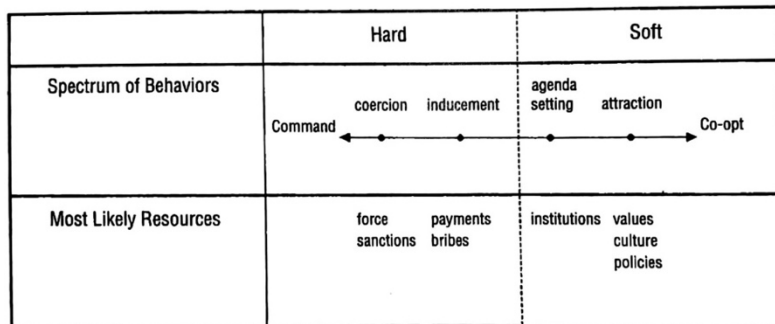 Hard Soft
Spectrum of Behaviors
coercion inducement agenda setting attraction
Command Co-opt
Most Likely Resources
force payments institutions values
sanctions bribes culture
policies